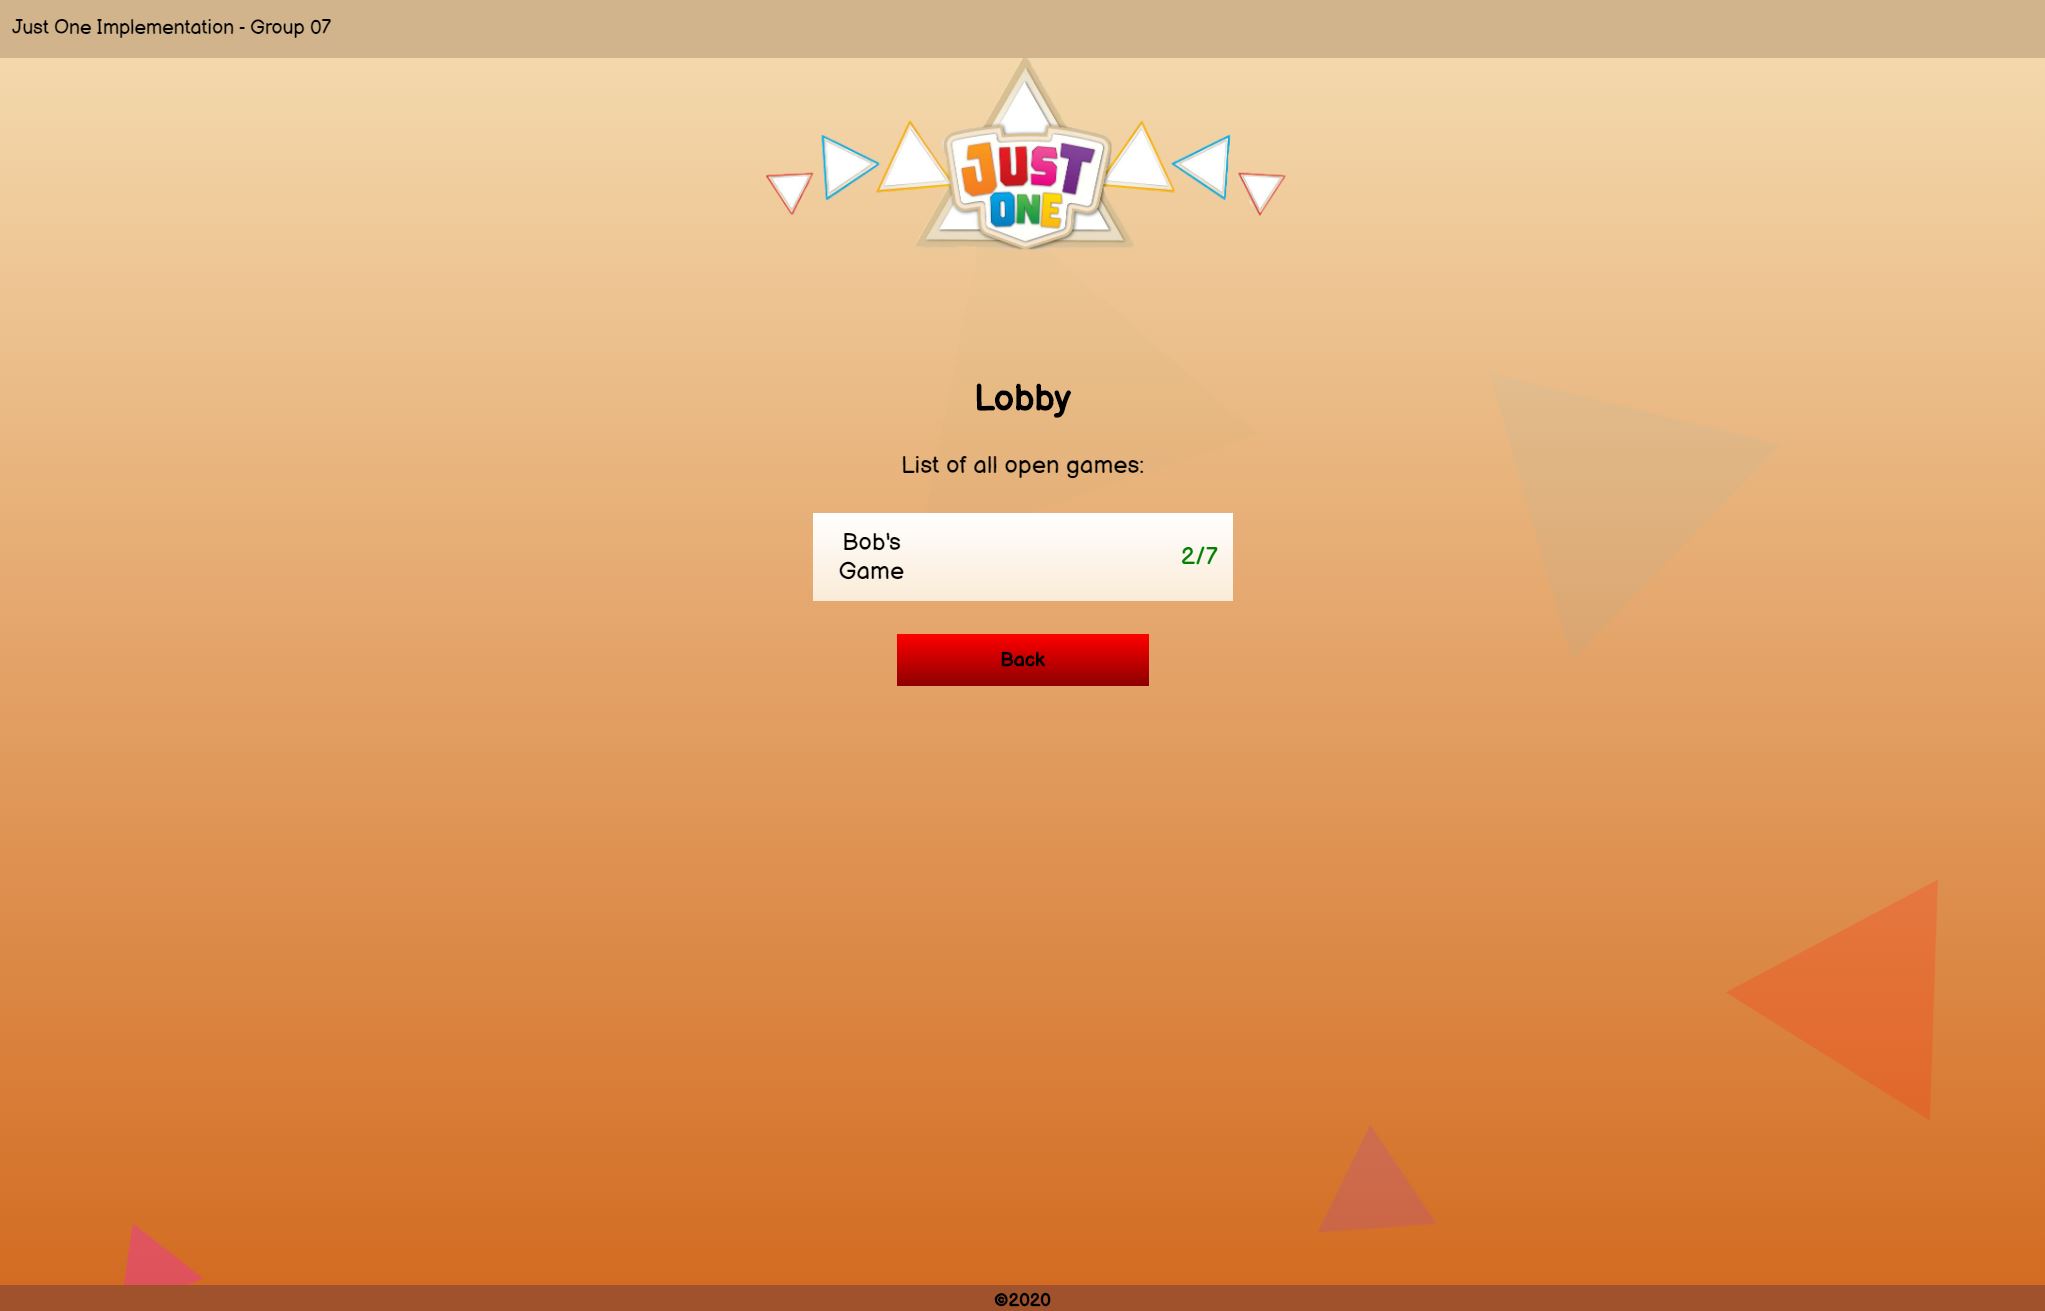 Just One Implementation - Group 07
JUST
ONE
Lobby
List of all open games:
Bob's
Game
2/7
Back
©2020